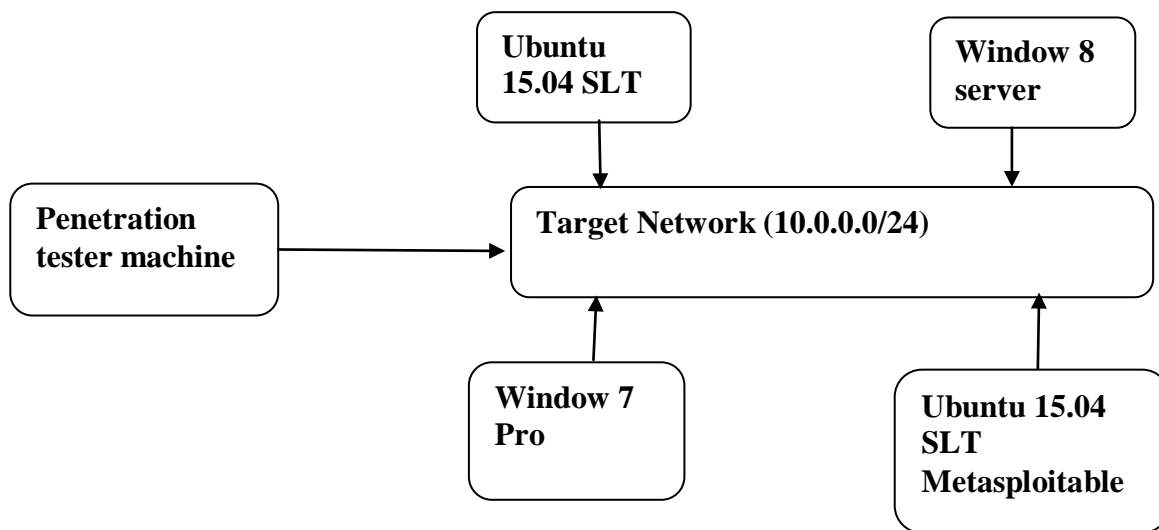 Ubuntu
15.04 SLT
Window 8
server
Penetration
tester machine
Target Network (10.0.0.0/24)
Window 7
Pro
Ubuntu 15.04
SLT
Metasploitable